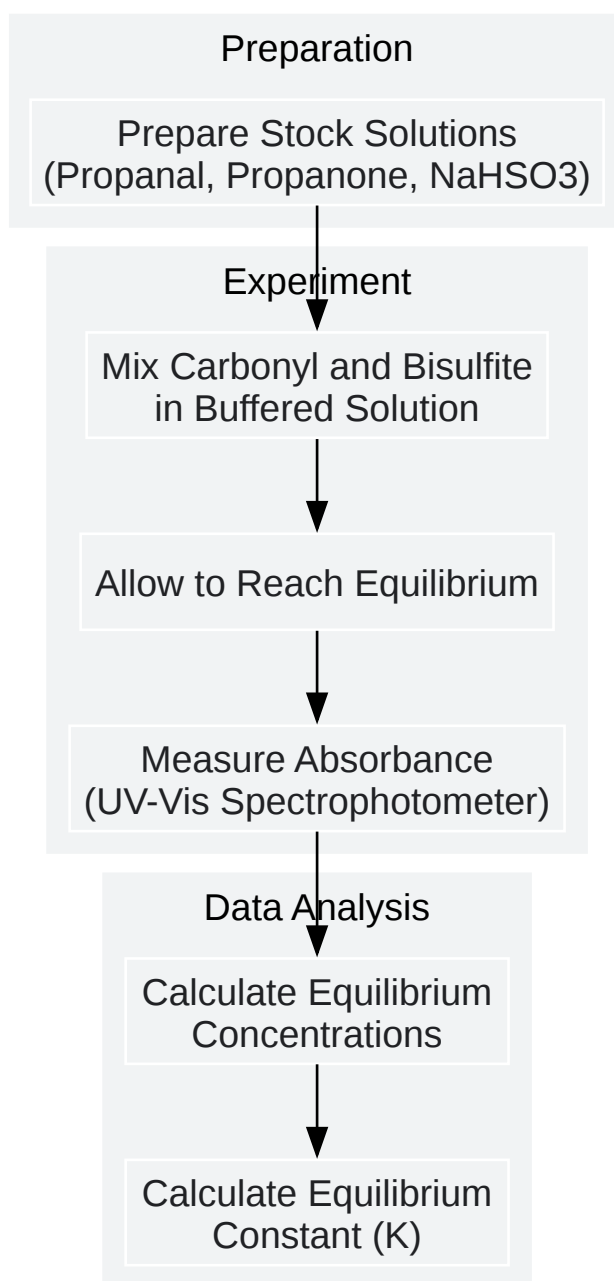 Preparation
Prepare Stock Solutions
(Propanal, Propanone, NaHSO3)
Experiment
Mix Carbonyl and Bisulfite
in Buffered Solution
Allow to Reach Equilibrium
Measure Absorbance
(UV-Vis Spectrophotometer)
Data Analysis
Calculate Equilibrium
Concentrations
Calculate Equilibrium
Constant (K)